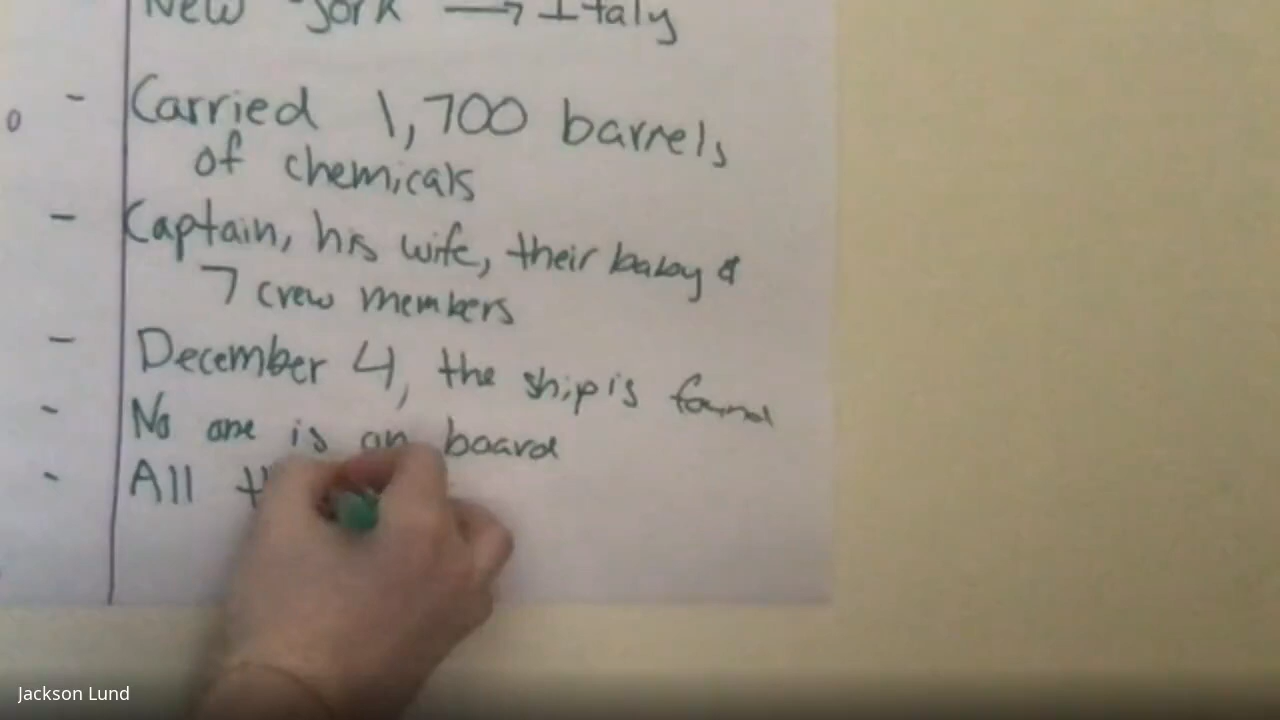 New York → Italy
- Carried 1,700 barrels
of chemicals
- Captain, his wife, their baby &
7 crew members
- December 4, the ship is found
- No one is on board
- All
Jackson Lund